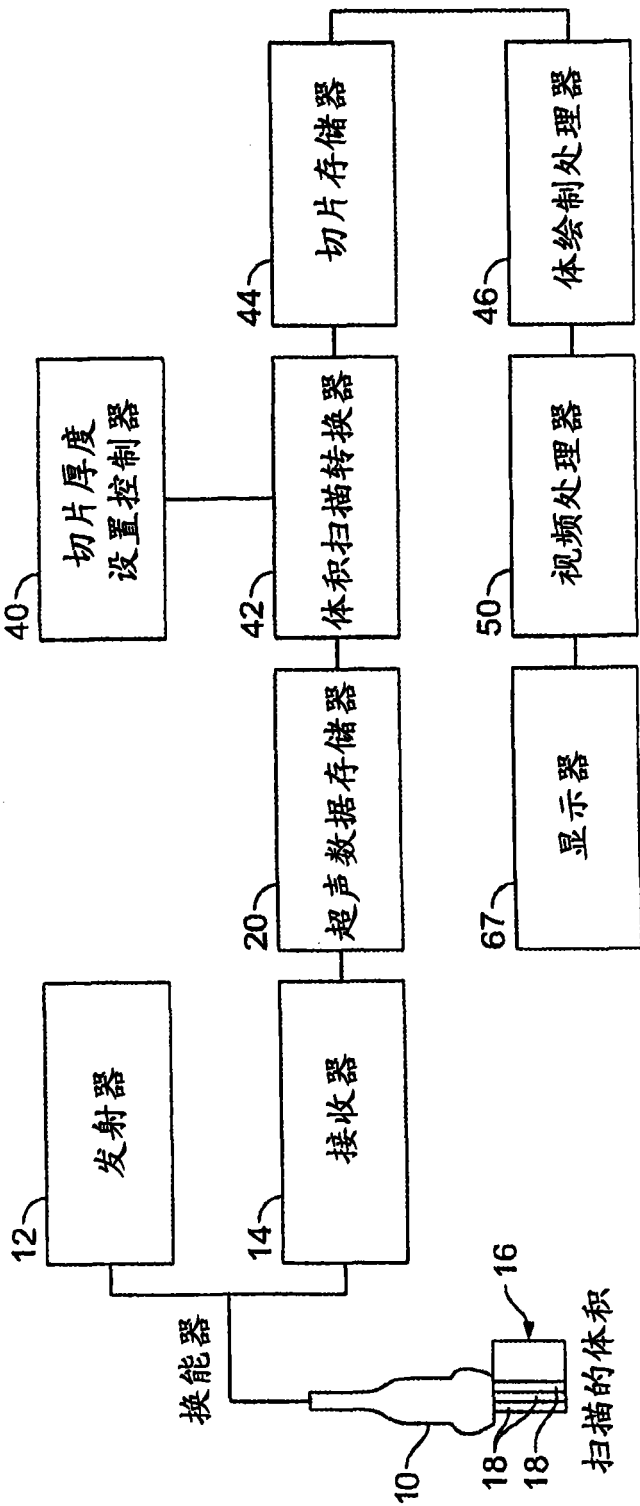 12
发射器
40
切片厚度
设置控制器
换能器
14
接收器
20
超声数据存储器
42
体积扫描转换器
44
切片存储器
10
18
18
16
扫描的体积
67
显示器
50
视频处理器
46
体绘制处理器